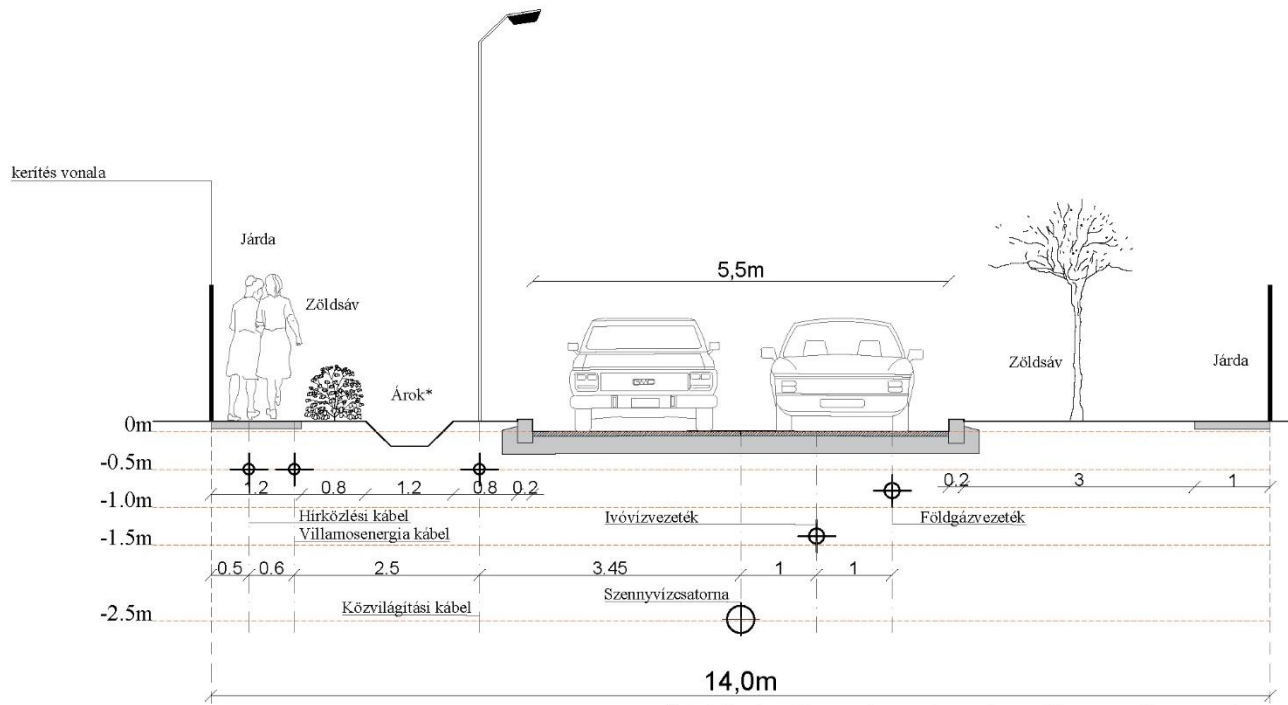 kerítés vonala
Járda
Zöldsáv
Árok*
5,5m
Zöldsáv
Járda
0m
-0.5m
1.2
0.8
1.2
0.8
0.2
0.2
3
1
-1.0m
Hírközlési kábel
Ivóvízvezeték
Földgázvezeték
Villamosenergia kábel
-1.5m
0.5
0.6
2.5
3.45
1
1
Szennyvízcsatorna
Közvilágítási kábel
-2.5m
14,0m